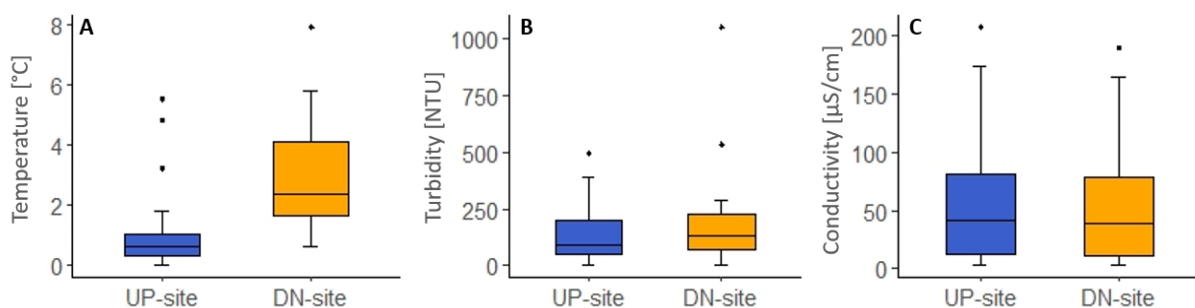 A
Temperature [°C]
8
6
4
2
0
UP-site DN-site
B
Turbidity [NTU]
1000
750
500
250
0
UP-site DN-site
C
Conductivity [µS/cm]
200
150
100
50
0
UP-site DN-site